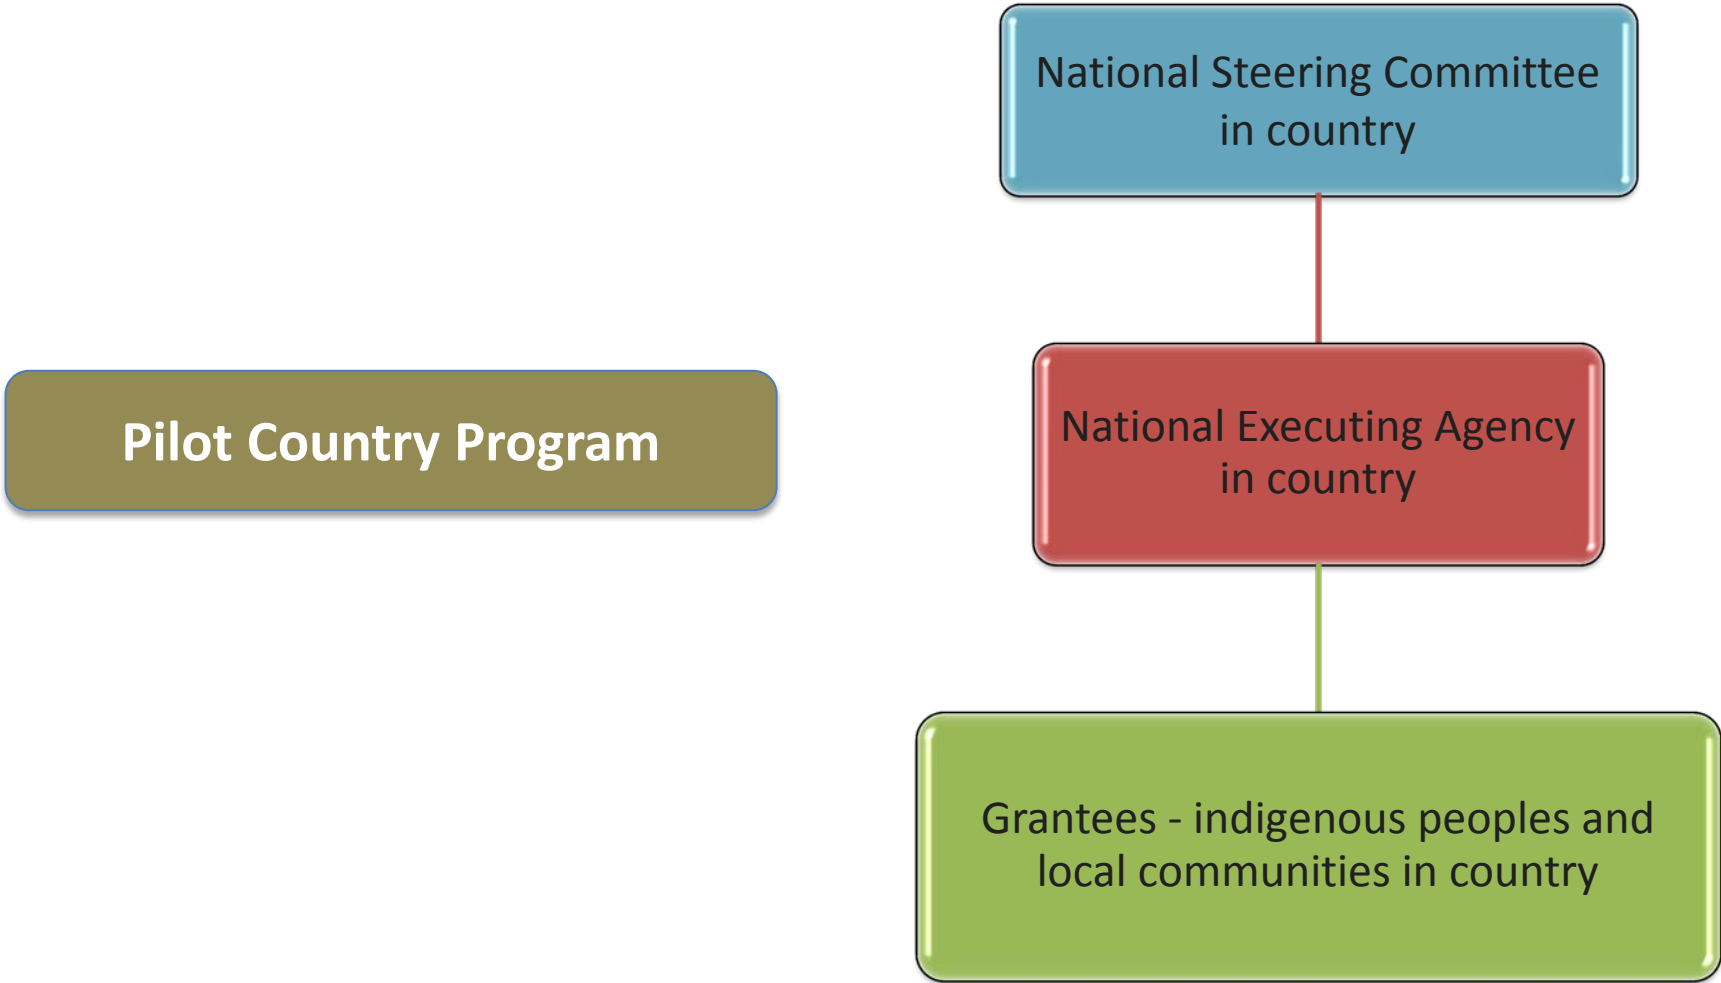 National Steering Committee
in country
Pilot Country Program
National Executing Agency
in country
Grantees - indigenous peoples and
local communities in country